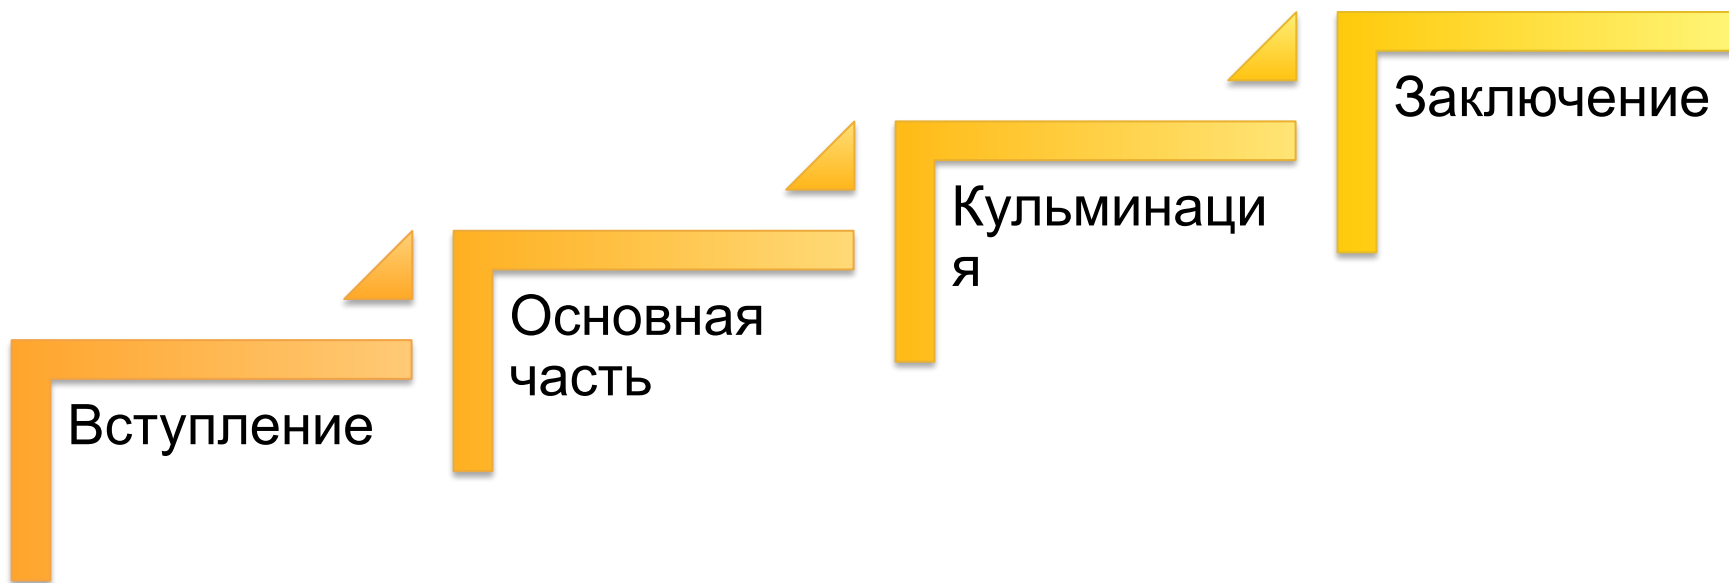 Вступление
Основная
часть
Кульминаци
я
Заключение